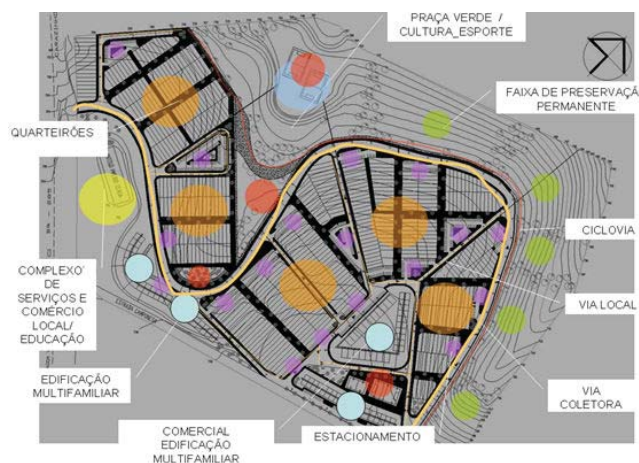 PRAÇA VERDE /
CULTURA_ESPORTE
FAIXA DE PRESERVAÇÃ
PERMANENTE
QUARTEIRÕES
CICLOVIA
COMPLEXO
DE
SERVIÇOS E
COMÉRCIO
LOCAL/
EDUCAÇÃO
VIA LOCAL
EDIFICAÇÃO
MULTIFAMILIAR
VIA
COLETORA
COMERCIAL
EDIFICAÇÃO
MULTIFAMILIAR
ESTACIONAMENTO